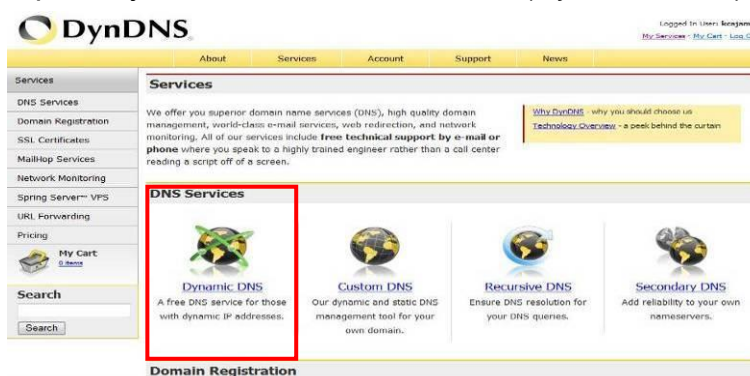 DynDNS
Logged In User:
My Services - My Cart - Log
About Services Account Support News
Services
DNS Services
Domain Registration
SSL Certificates
MailHop Services
Network Monitoring
Spring Server℠ VPS
URL Forwarding
Pricing
My Cart
0 items
Search
Search
Services
We offer you superior domain name services (DNS), high quality domain
management, world-class e-mail services, web redirection, and network
monitoring. All of our services include free technical support by e-mail or
phone where you speak to a highly trained engineer rather than a call center
reading a script off of a screen.
Why DynDNS - why you should choose us
Technology Overview - a peek behind the curtain
DNS Services
Dynamic DNS
A free DNS service for those
with dynamic IP addresses.
Custom DNS
Our dynamic and static DNS
management tool for your
own domain.
Recursive DNS
Ensure DNS resolution for
your DNS queries.
Secondary DNS
Add reliability to your own
nameservers.
Domain Registration